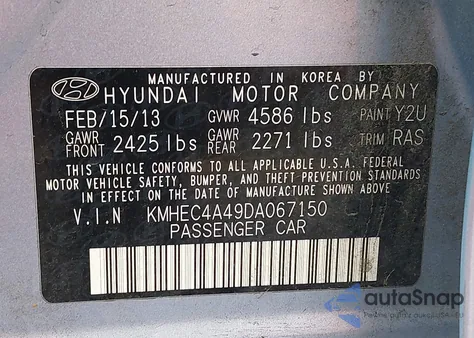 MANUFACTURED IN KOREA BY
HYUNDAI MOTOR COMPANY
FEB/15/13 GVWR 4586 lbs PAINT Y2U
GAWR FRONT 2425 lbs GAWR REAR 2271 lbs TRIM RAS
THIS VEHICLE CONFORMS TO ALL APPLICABLE U.S.A. FEDERAL
MOTOR VEHICLE SAFETY, BUMPER, AND THEFT PREVENTION STANDARDS
IN EFFECT ON THE DATE OF MANUFACTURE SHOWN ABOVE.
V.I.N KMHEC4A49DA067150
PASSENGER CAR
autoSnap